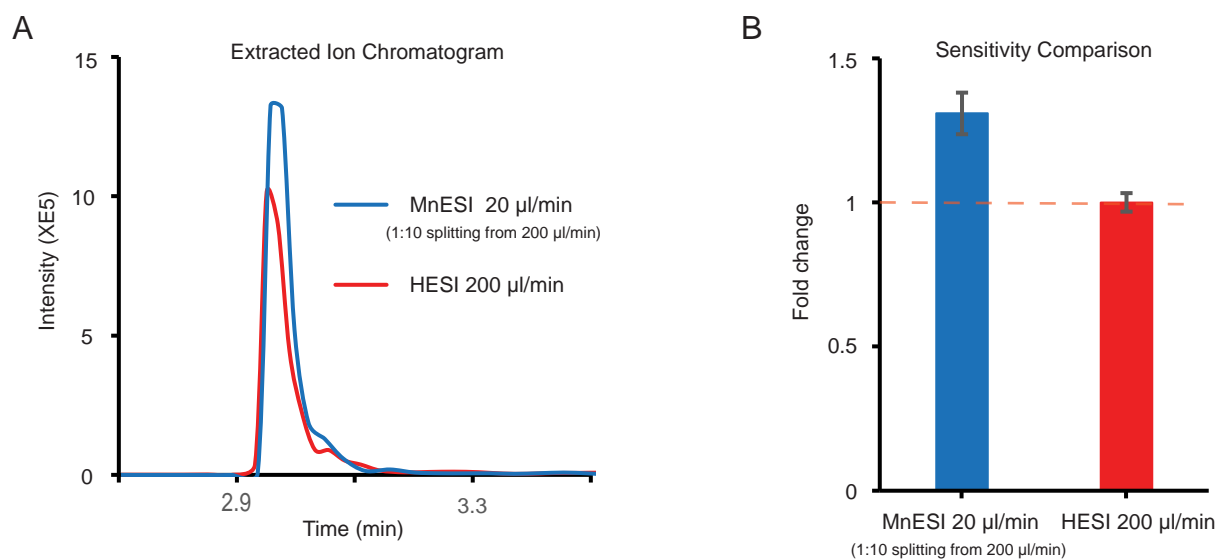 A
Extracted Ion Chromatogram
15
10
5
0
Intensity (XE5)
MnESI 20 µl/min
(1:10 splitting from 200 µl/min)
HESI 200 µl/min
2.9
3.3
Time (min)
B
Sensitivity Comparison
1.5
1
0.5
0
Fold change
MnESI 20 µl/min
(1:10 splitting from 200 µl/min)
HESI 200 µl/min